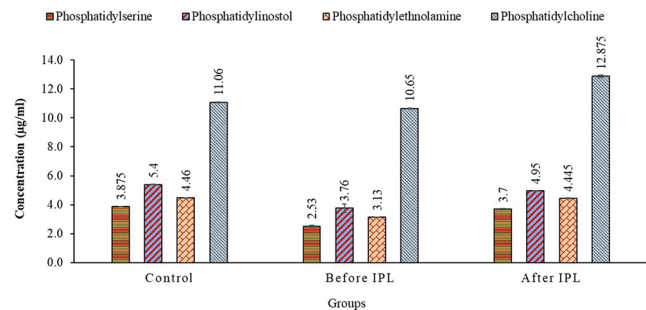 Phosphatidylserine Phosphatidylinostol Phosphatidylethnolamine Phosphatidylcholine
Concentration (µg/ml)
14.0
12.0
10.0
8.0
6.0
4.0
2.0
0.0
3.875 5.4 4.46 11.06
2.53 3.76 3.13 10.65
3.7 4.95 4.445 12.875
Control Before IPL After IPL
Groups